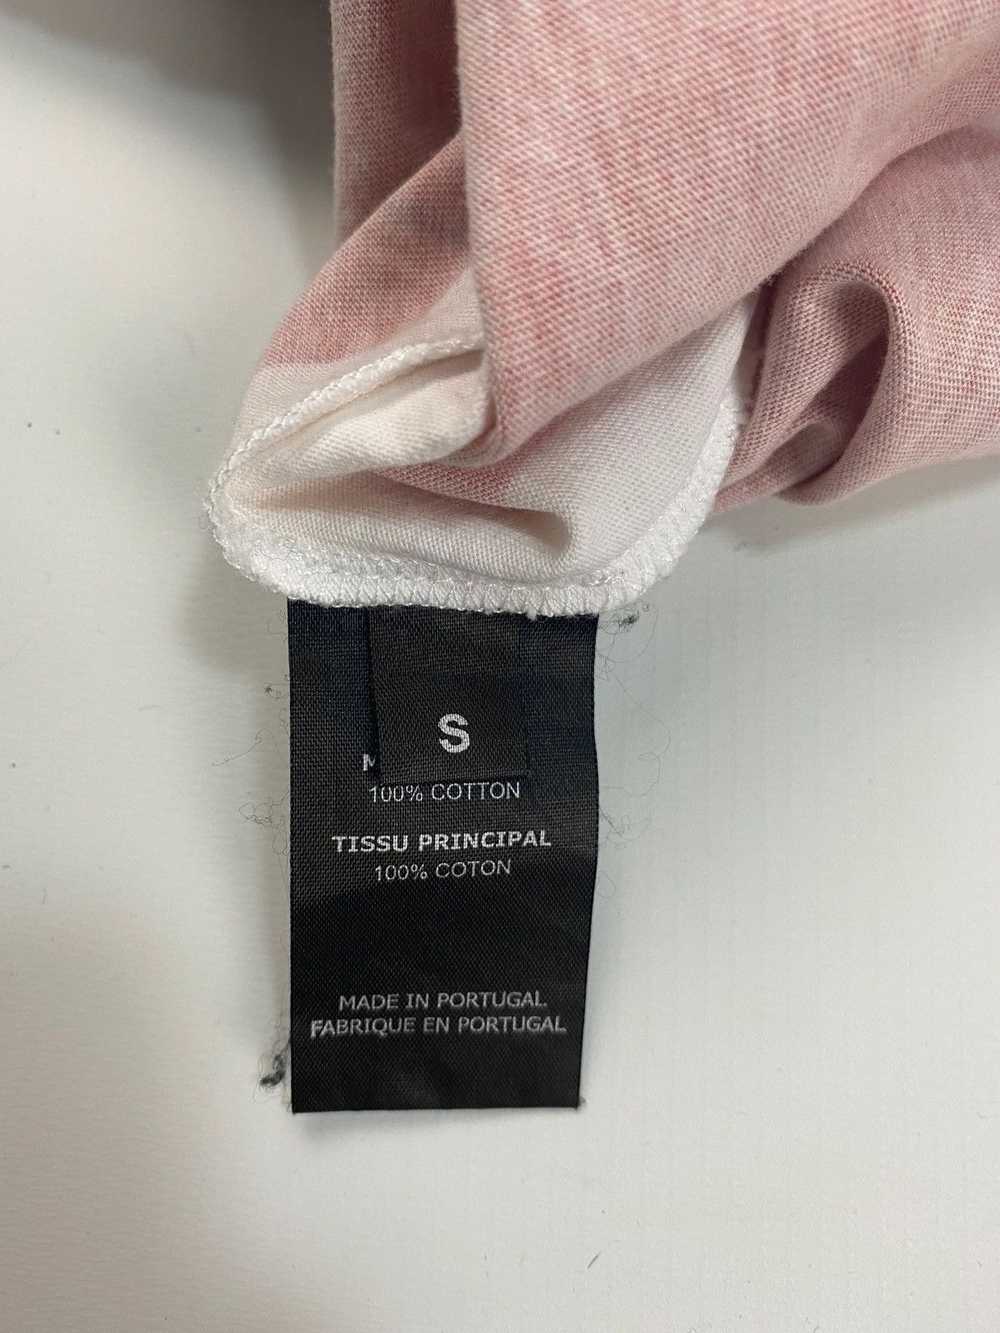 S
M
100% COTTON
TISSU PRINCIPAL
100% COTON
MADE IN PORTUGAL
FABRIQUE EN PORTUGAL